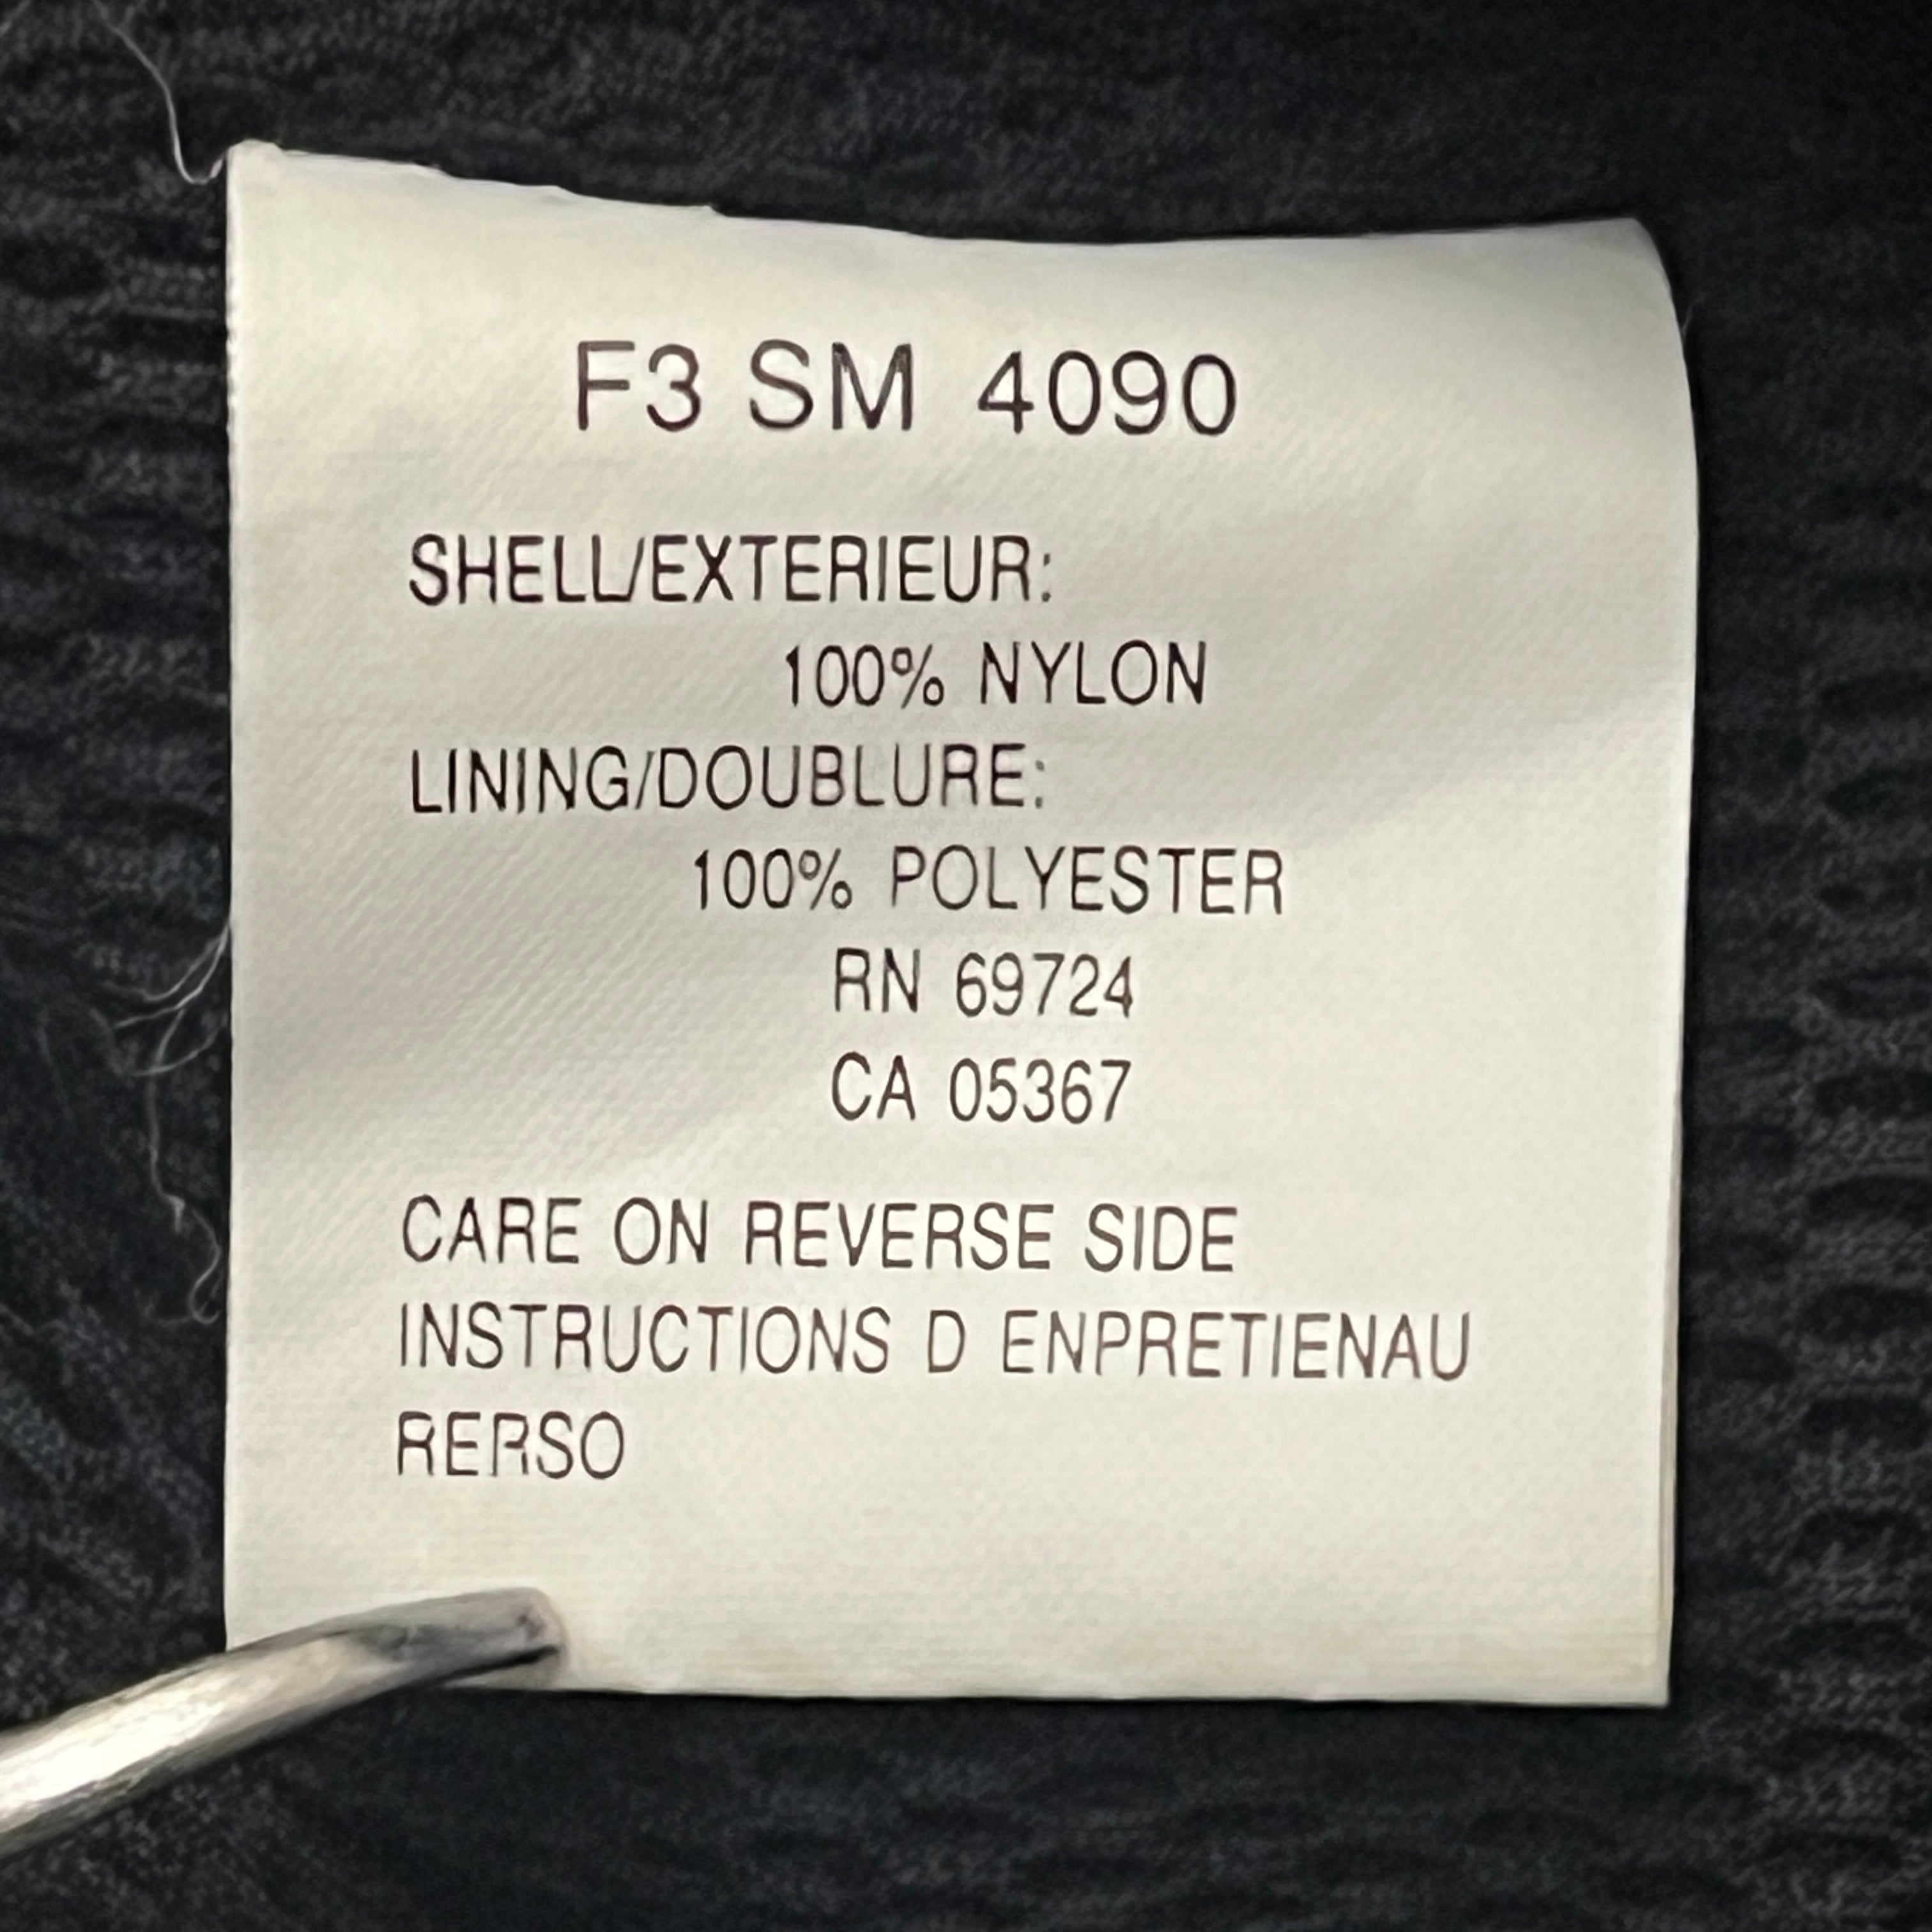 F3 SM 4090
SHELL/EXTERIEUR:
100% NYLON
LINING/DOUBLURE:
100% POLYESTER
RN 69724
CA 05367
CARE ON REVERSE SIDE
INSTRUCTIONS D ENPRETIENAU
RERSO